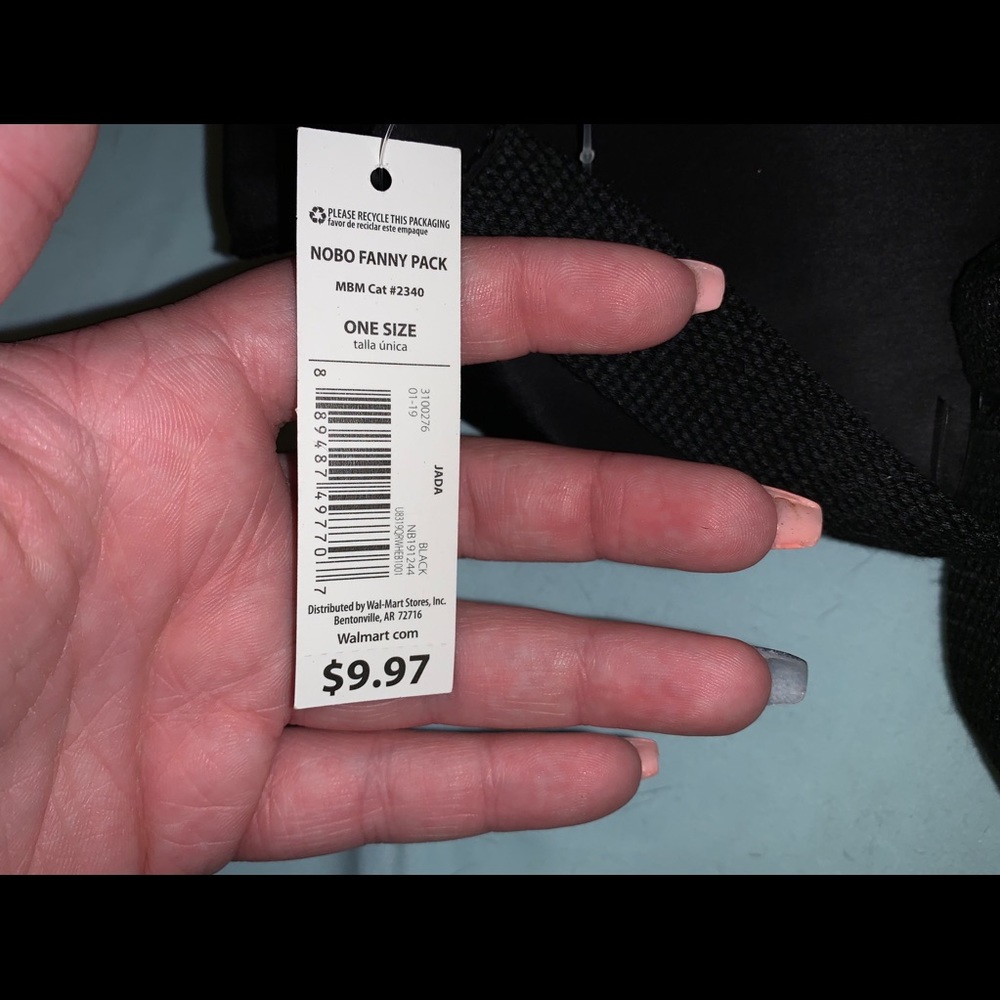 PLEASE RECYCLE THIS PACKAGING
favor de reciclar este empaque
NOBO FANNY PACK
MBM Cat #2340
ONE SIZE
talla única
8 89487 49770 7
3100276
01-19
JADA
BLACK
NB191244
U8319QRWHEB1001
Distributed by Wal-Mart Stores, Inc.
Bentonville, AR 72716
Walmart com
$9.97